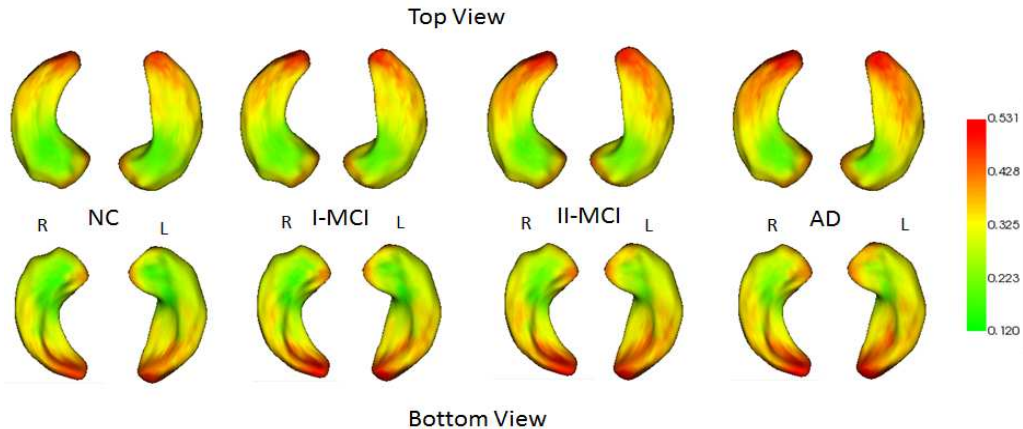 Top View
0.531
0.428
0.325
0.223
0.120
R NC L I-MCI R L II-MCI R L AD R L
Bottom View